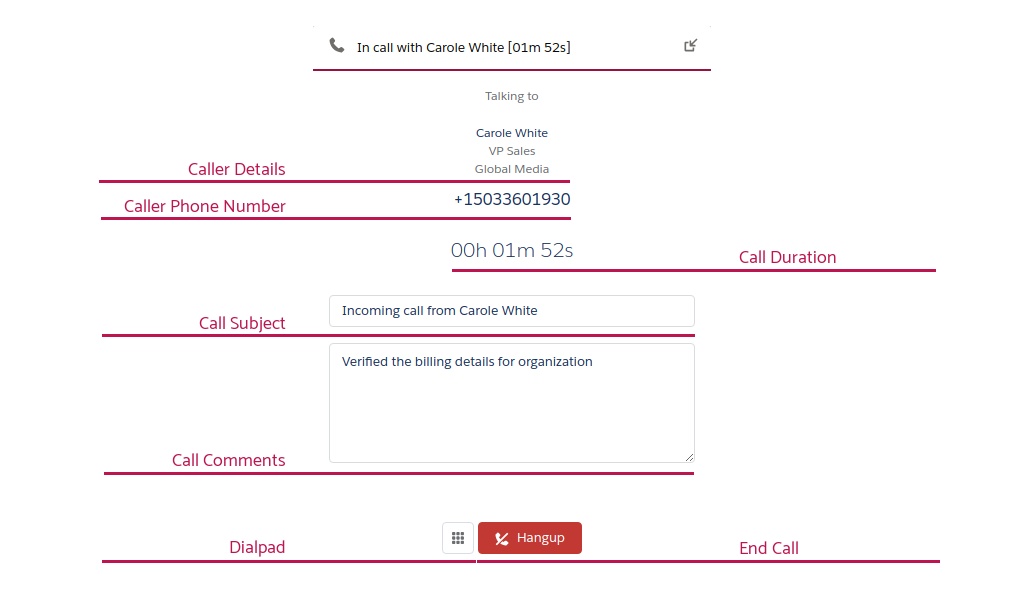 In call with Carole White [01m 52s]
Talking to
Carole White
VP Sales
Caller Details
Global Media
Caller Phone Number
+15033601930
00h 01m 52s
Call Duration
Call Subject
Incoming call from Carole White
Verified the billing details for organization
Call Comments
Dialpad
Hangup
End Call